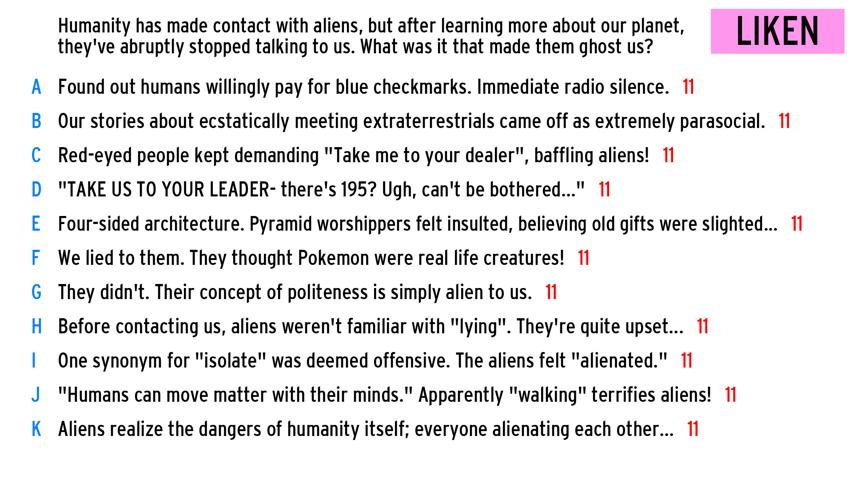 Humanity has made contact with aliens, but after learning more about our planet,
they've abruptly stopped talking to us. What was it that made them ghost us?
LIKEN
A Found out humans willingly pay for blue checkmarks. Immediate radio silence. 11
B Our stories about ecstatically meeting extraterrestrials came off as extremely parasocial. 11
C Red-eyed people kept demanding "Take me to your dealer", baffling aliens! 11
D "TAKE US TO YOUR LEADER- there's 195? Ugh, can't be bothered..." 11
E Four-sided architecture. Pyramid worshippers felt insulted, believing old gifts were slighted... 11
F We lied to them. They thought Pokemon were real life creatures! 11
G They didn't. Their concept of politeness is simply alien to us. 11
H Before contacting us, aliens weren't familiar with "lying". They're quite upset... 11
I One synonym for "isolate" was deemed offensive. The aliens felt "alienated." 11
J "Humans can move matter with their minds." Apparently "walking" terrifies aliens! 11
K Aliens realize the dangers of humanity itself; everyone alienating each other... 11